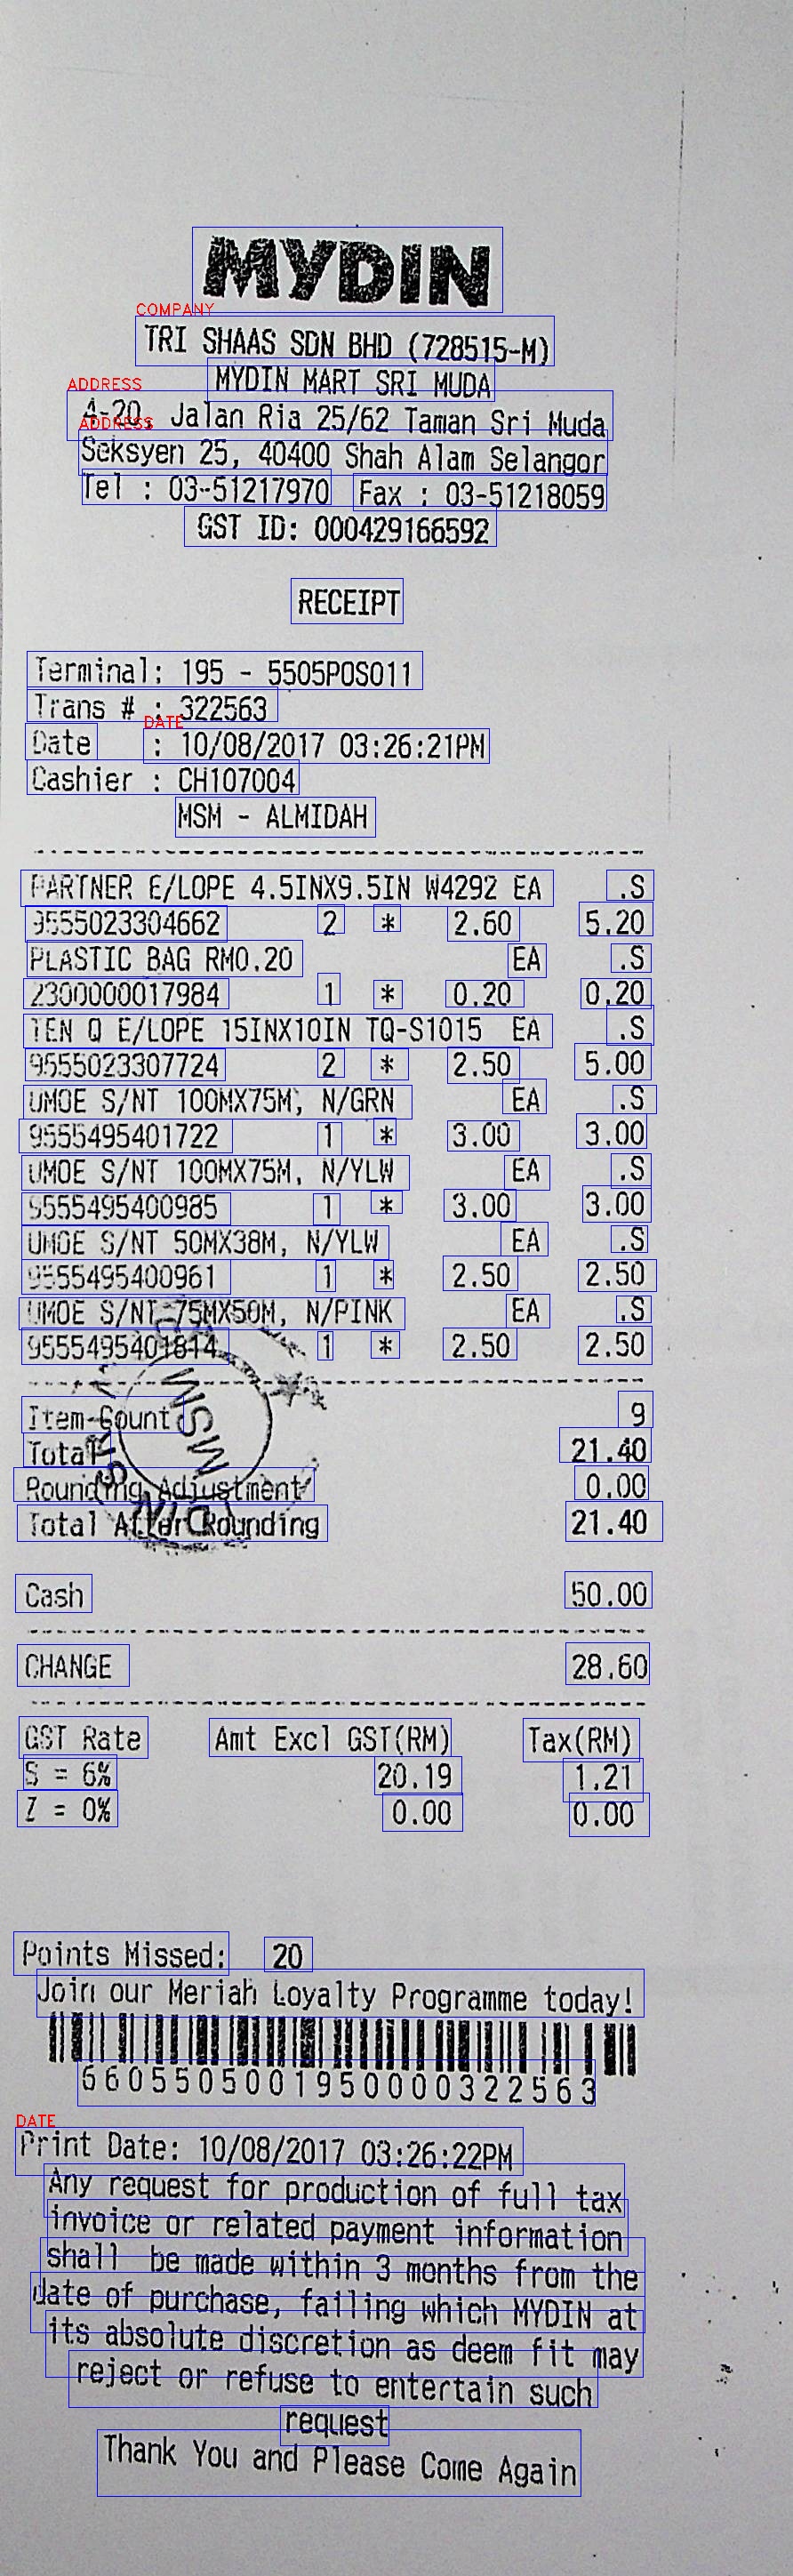 MYDIN
COMPANY
TRI SHAAS SDN BHD (728515-M)
MYDIN MART SRI MUDA
ADDRESS
A-20, Jalan Ria 25/62 Taman Sri Muda
ADDRESS
Seksyen 25, 40400 Shah Alam Selangor
Tel : 03-51217970 Fax : 03-51218059
GST ID: 000429166592
RECEIPT
Terminal: 195 - 5505POS011
Trans # : 322563
DATE
Date : 10/08/2017 03:26:21PM
Cashier : CH107004
MSM - ALMIDAH
PARTNER E/LOPE 4.5INX9.5IN W4292 EA .S
9555023304662 2 * 2.60 5.20
PLASTIC BAG RM0.20 EA .S
2300000017984 1 * 0.20 0.20
TEN Q E/LOPE 15INX10IN TQ-S1015 EA .S
9555023307724 2 * 2.50 5.00
UMOE S/NT 100MX75M, N/GRN EA .S
9555495401722 1 * 3.00 3.00
UMOE S/NT 100MX75M, N/YLW EA .S
9555495400985 1 * 3.00 3.00
UMOE S/NT 50MX38M, N/YLW EA .S
9555495400961 1 * 2.50 2.50
UMOE S/NT 75MX50M, N/PINK EA .S
9555495401814 1 * 2.50 2.50
Item Count 9
Total 21.40
Rounding Adjustment 0.00
Total After Rounding 21.40
Cash 50.00
CHANGE 28.60
GST Rate Amt Excl GST(RM) Tax(RM)
S = 6% 20.19 1.21
Z = 0% 0.00 0.00
Points Missed: 20
Join our Meriah Loyalty Programme today!
66055050019500003 22563
DATE
Print Date: 10/08/2017 03:26:22PM
Any request for production of full tax
invoice or related payment information
shall be made within 3 months from the
date of purchase, failing which MYDIN at
its absolute discretion as deem fit may
reject or refuse to entertain such
request
Thank You and Please Come Again